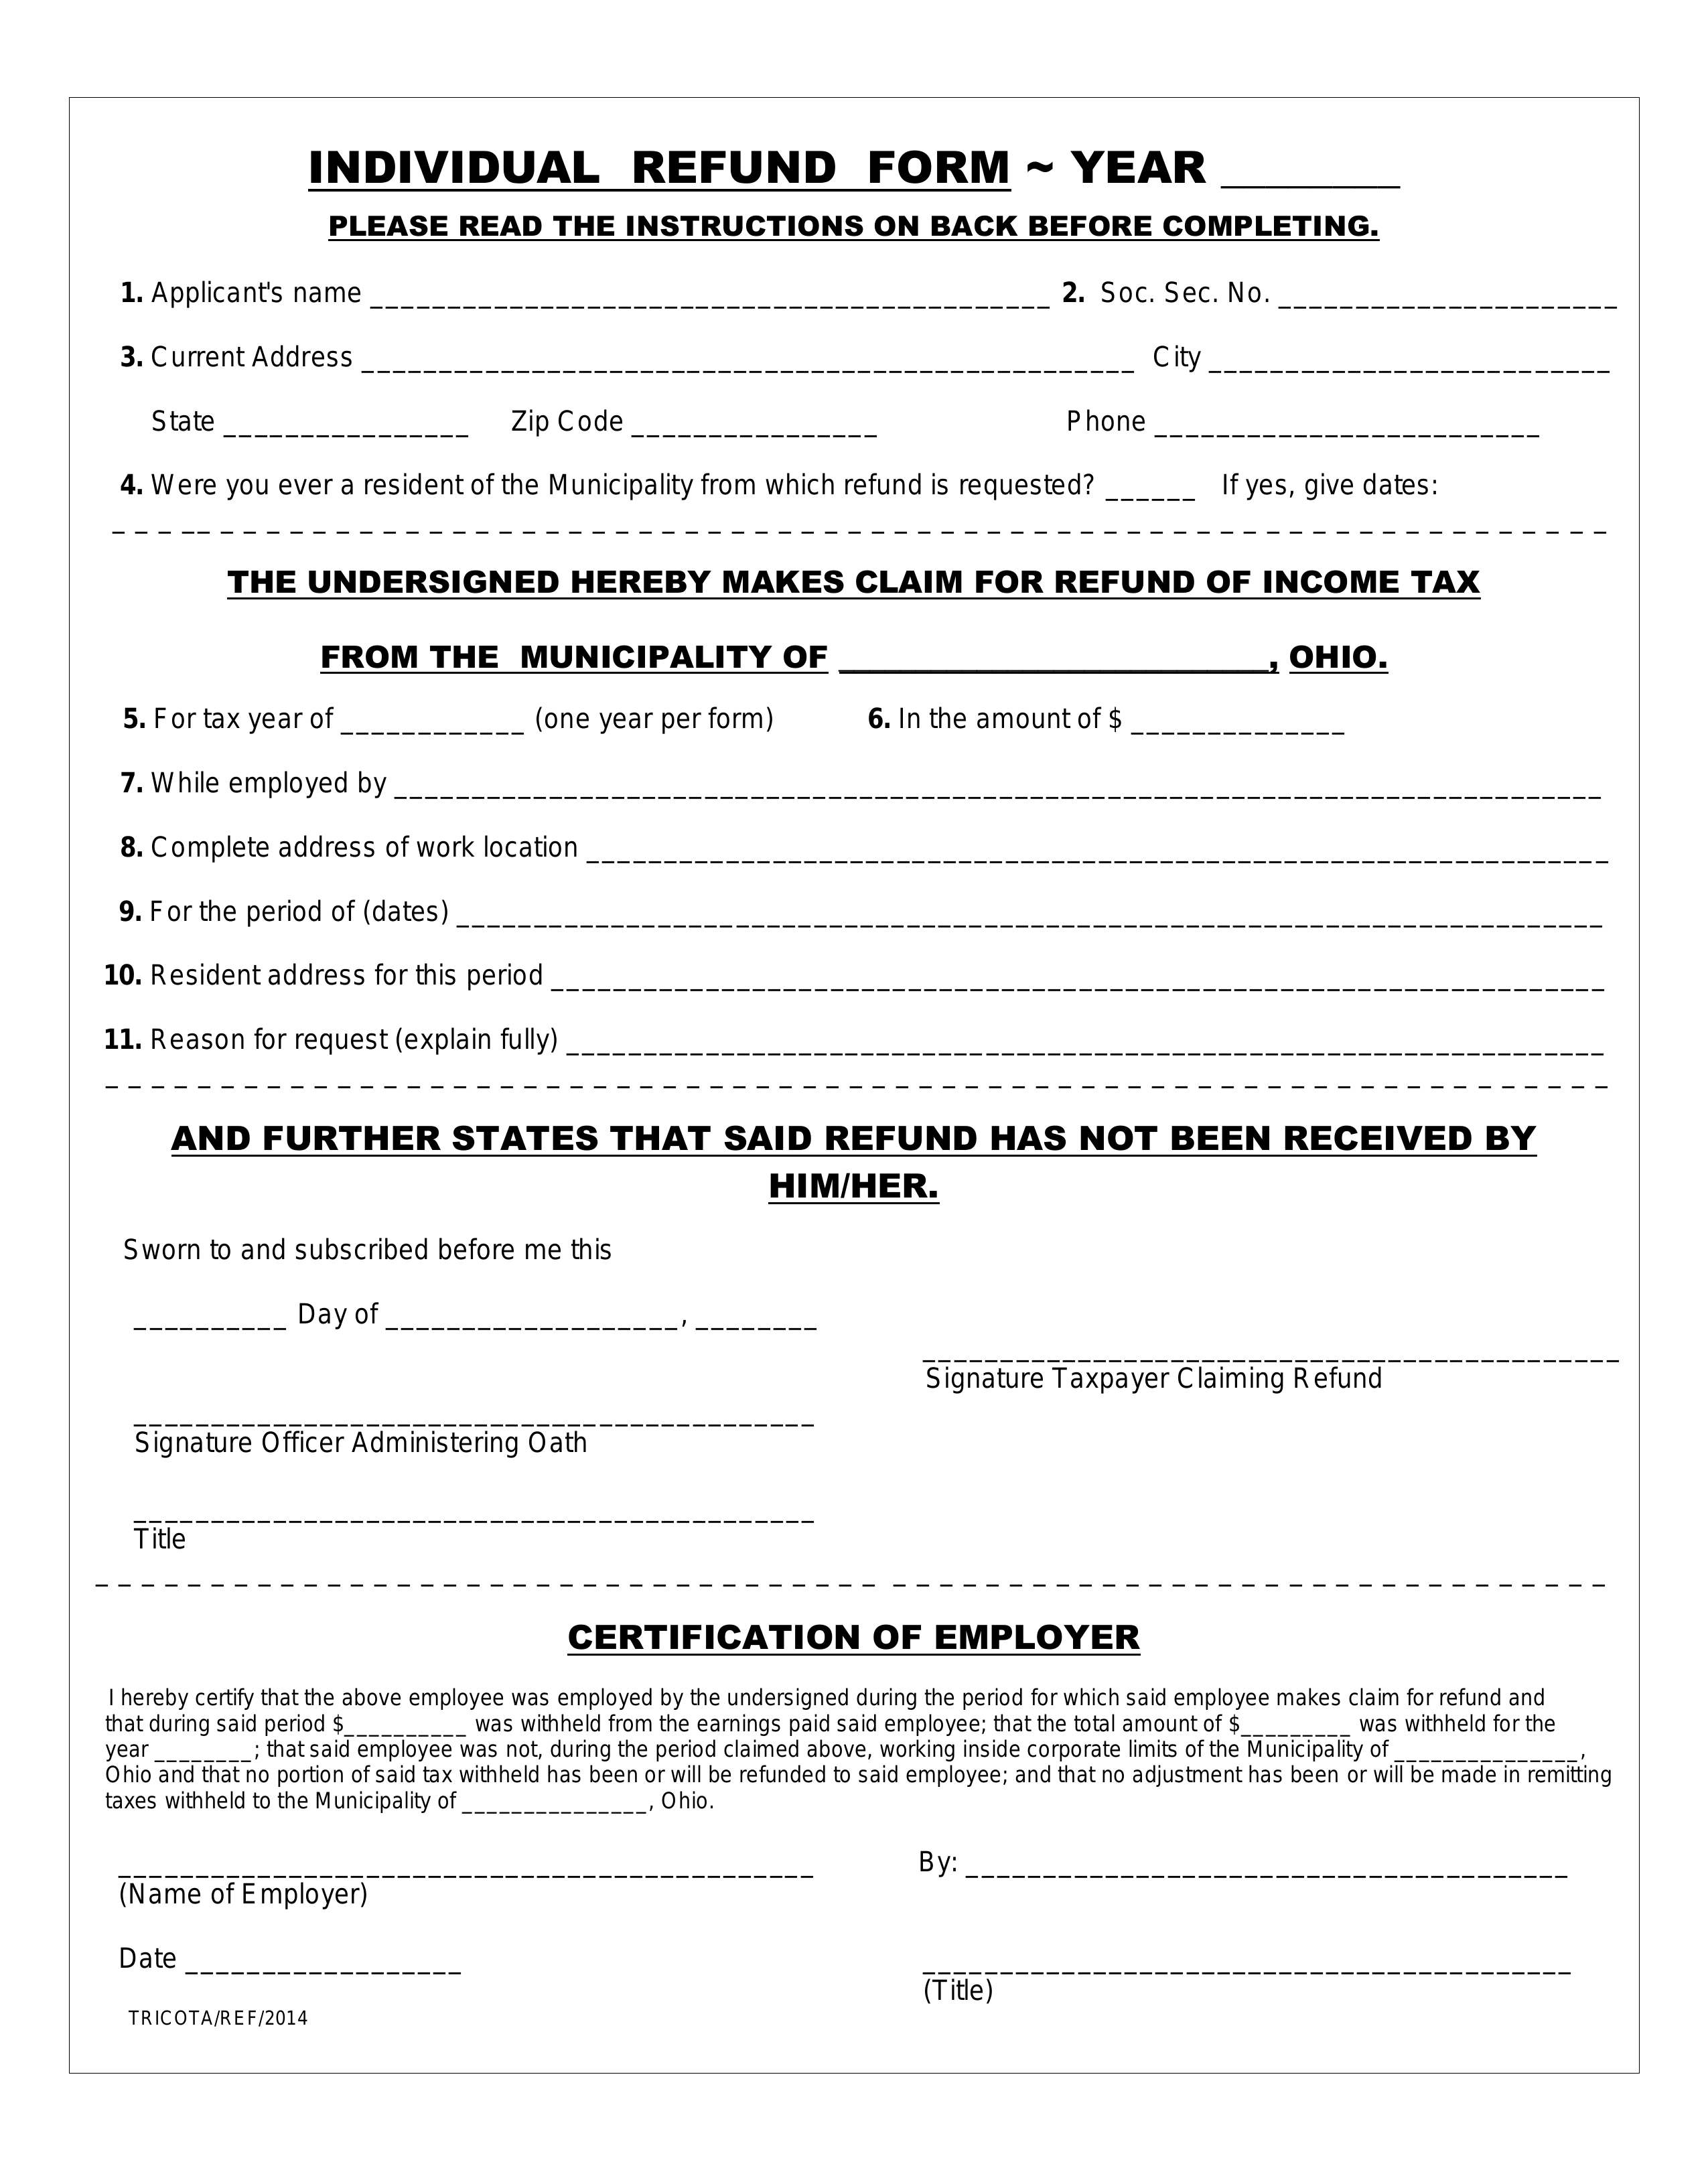 INDIVIDUAL REFUND FORM ~ YEAR ________
PLEASE READ THE INSTRUCTIONS ON BACK BEFORE COMPLETING.
1. Applicant's name ____________________________________________ 2. Soc. Sec. No. ______________________
3. Current Address __________________________________________________ City __________________________
State ________________ Zip Code ________________ Phone _________________________
4. Were you ever a resident of the Municipality from which refund is requested? ______ If yes, give dates:
THE UNDERSIGNED HEREBY MAKES CLAIM FOR REFUND OF INCOME TAX
FROM THE MUNICIPALITY OF ____________________________, OHIO.
5. For tax year of ____________ (one year per form) 6. In the amount of $ ______________
7. While employed by ______________________________________________________________________________
8. Complete address of work location __________________________________________________________________
9. For the period of (dates) __________________________________________________________________________
10. Resident address for this period ____________________________________________________________________
11. Reason for request (explain fully) ___________________________________________________________________
AND FURTHER STATES THAT SAID REFUND HAS NOT BEEN RECEIVED BY
HIM/HER.
Sworn to and subscribed before me this
__________ Day of ___________________, ________
Signature Taxpayer Claiming Refund
Signature Officer Administering Oath
Title
CERTIFICATION OF EMPLOYER
I hereby certify that the above employee was employed by the undersigned during the period for which said employee makes claim for refund and
that during said period $__________ was withheld from the earnings paid said employee; that the total amount of $_________ was withheld for the
year ________; that said employee was not, during the period claimed above, working inside corporate limits of the Municipality of _______________,
Ohio and that no portion of said tax withheld has been or will be refunded to said employee; and that no adjustment has been or will be made in remitting
taxes withheld to the Municipality of _______________, Ohio.
By: _______________________________________
(Name of Employer)
Date __________________
(Title)
TRICOTA/REF/2014